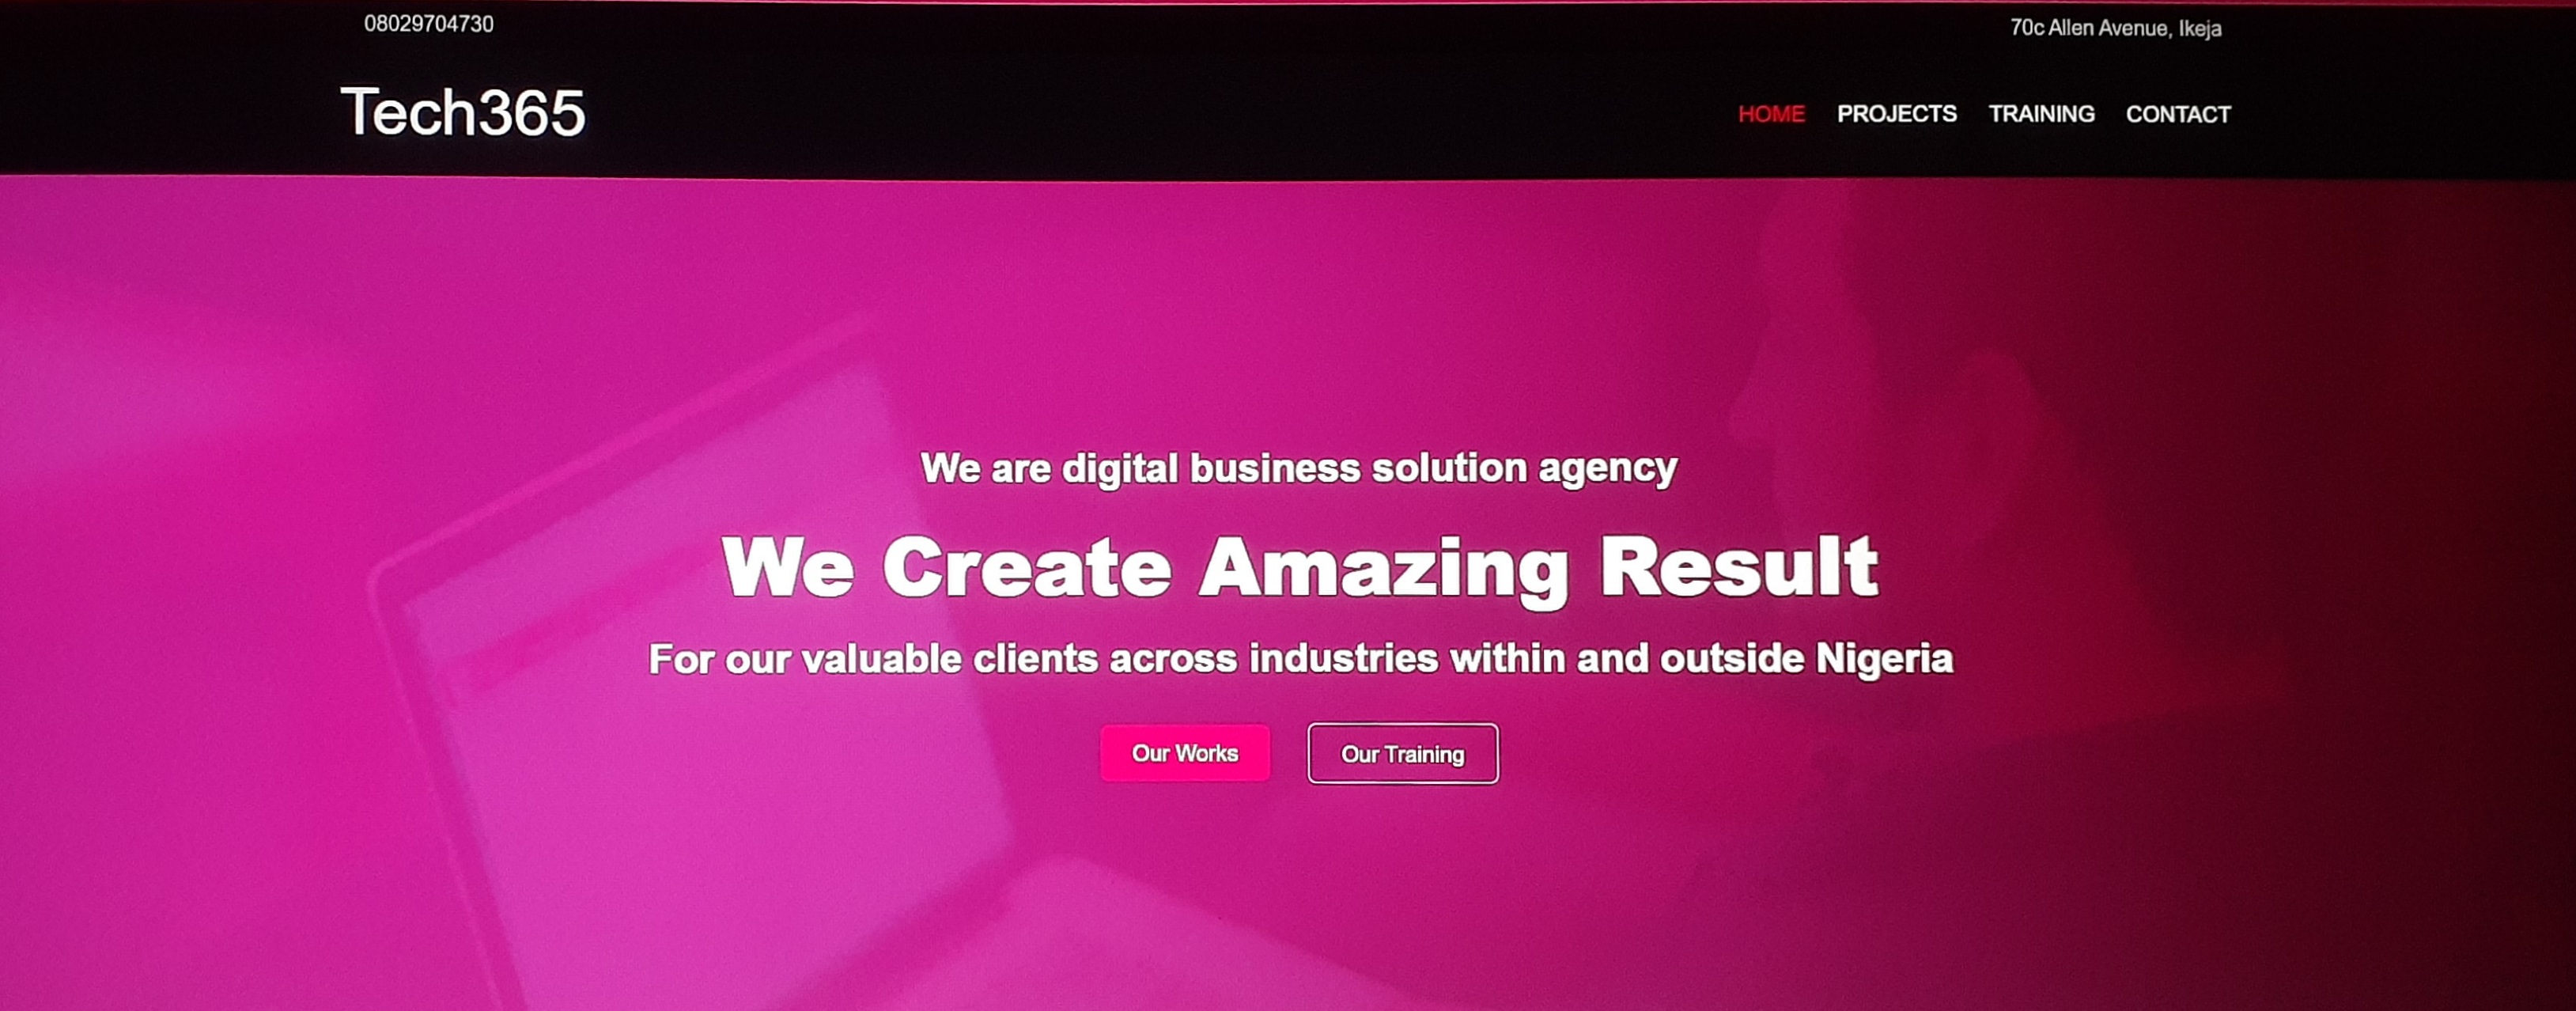 08029704730
70c Allen Avenue, Ikeja
Tech365
HOME PROJECTS TRAINING CONTACT
We are digital business solution agency
We Create Amazing Result
For our valuable clients across industries within and outside Nigeria
Our Works
Our Training